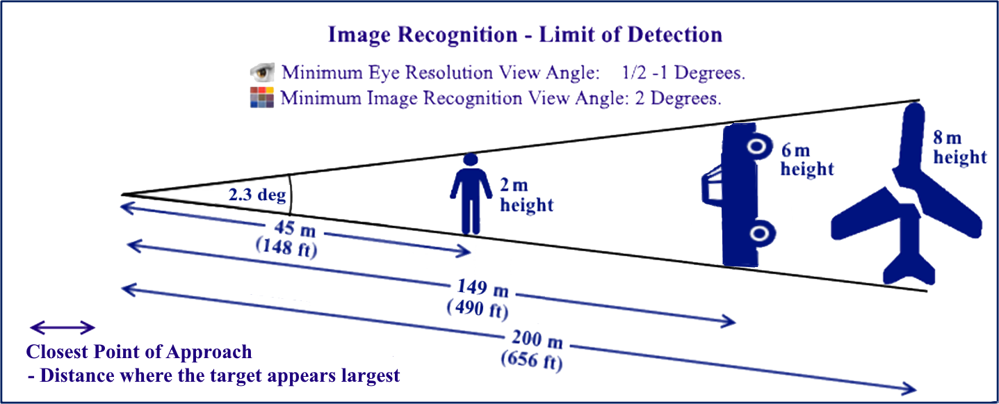 Image Recognition - Limit of Detection
Minimum Eye Resolution View Angle: 1/2 -1 Degrees.
Minimum Image Recognition View Angle: 2 Degrees.
8 m
height
6 m
height
2 m
height
2.3 deg
45 m
(148 ft)
149 m
(490 ft)
200 m
(656 ft)
Closest Point of Approach
- Distance where the target appears largest